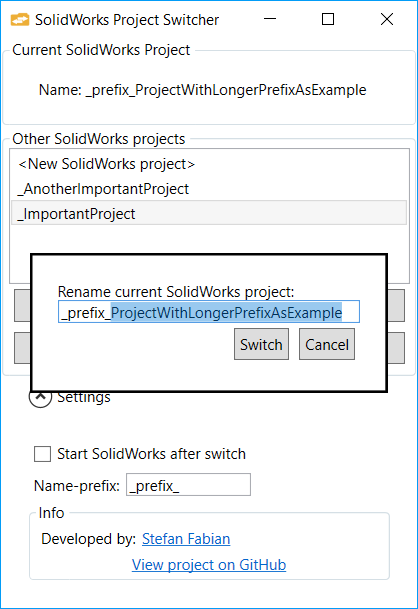 SolidWorks Project Switcher
Current SolidWorks Project
Name: _prefix_ProjectWithLongerPrefixAsExample
Other SolidWorks projects
<New SolidWorks project>
_AnotherImportantProject
_ImportantProject
Rename current SolidWorks project:
_prefix_ProjectWithLongerPrefixAsExample
Switch Cancel
Settings
Start SolidWorks after switch
Name-prefix: _prefix_
Info
Developed by: Stefan Fabian
View project on GitHub